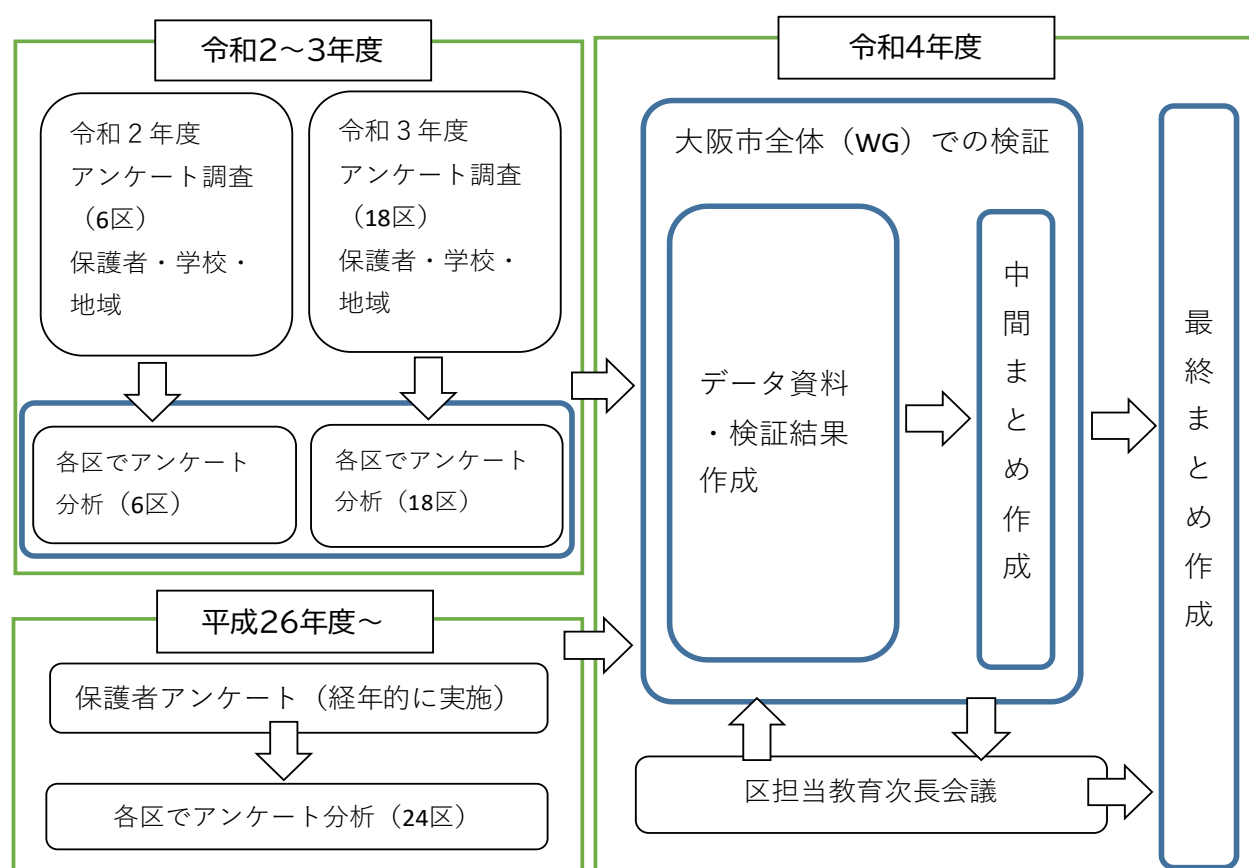 令和2~3年度
令和２年度
アンケート調査
（6区）
保護者・学校・
地域
令和３年度
アンケート調査
（18区）
保護者・学校・
地域
各区でアンケート
分析（6区）
各区でアンケート
分析（18区）
平成26年度~
保護者アンケート（経年的に実施）
各区でアンケート分析（24区）
令和4年度
大阪市全体（WG）での検証
データ資料
・検証結果
作成
中間まとめ作成
最終まとめ作成
区担当教育次長会議